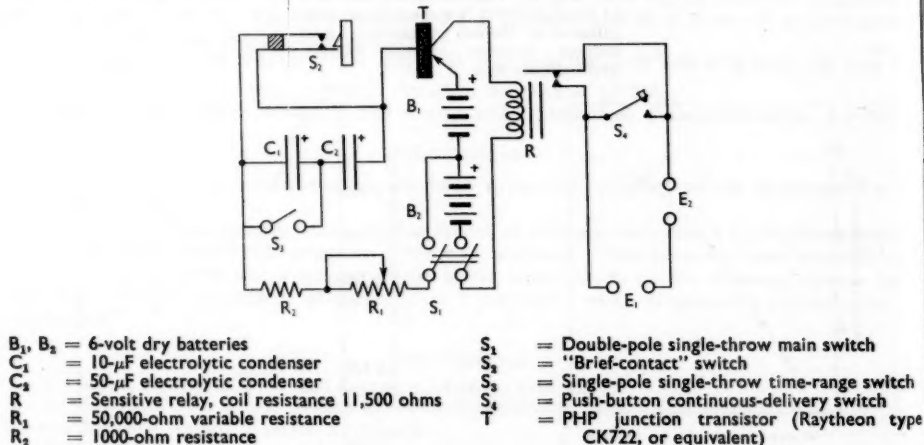 T
S₂
B₁
+
C₁
+
C₂
+
R
S₄
E₂
B₂
+
S₃
E₁
R₂
R₁
S₁
B₁, B₂ = 6-volt dry batteries
C₁ = 10-μF electrolytic condenser
C₂ = 50-μF electrolytic condenser
R = Sensitive relay, coil resistance 11,500 ohms
R₁ = 50,000-ohm variable resistance
R₂ = 1000-ohm resistance
S₁ = Double-pole single-throw main switch
S₂ = "Brief-contact" switch
S₃ = Single-pole single-throw time-range switch
S₄ = Push-button continuous-delivery switch
T = PHP junction transistor (Raytheon type
CK722, or equivalent)